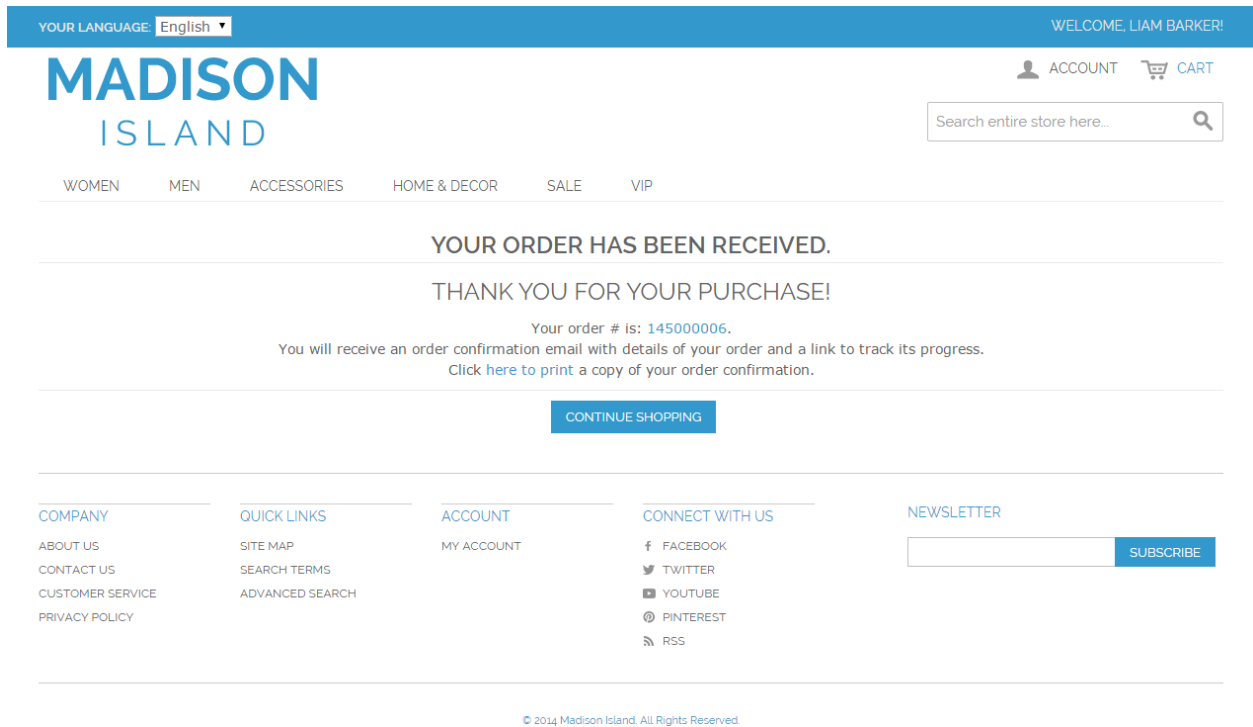 YOUR LANGUAGE: English
WELCOME, LIAM BARKER!
MADISON
ISLAND
ACCOUNT
CART
Search entire store here...
WOMEN MEN ACCESSORIES HOME & DECOR SALE VIP
YOUR ORDER HAS BEEN RECEIVED.
THANK YOU FOR YOUR PURCHASE!
Your order # is: 145000006.
You will receive an order confirmation email with details of your order and a link to track its progress.
Click here to print a copy of your order confirmation.
CONTINUE SHOPPING
COMPANY
ABOUT US
CONTACT US
CUSTOMER SERVICE
PRIVACY POLICY
QUICK LINKS
SITE MAP
SEARCH TERMS
ADVANCED SEARCH
ACCOUNT
MY ACCOUNT
CONNECT WITH US
FACEBOOK
TWITTER
YOUTUBE
PINTEREST
RSS
NEWSLETTER
SUBSCRIBE
© 2014 Madison Island. All Rights Reserved.